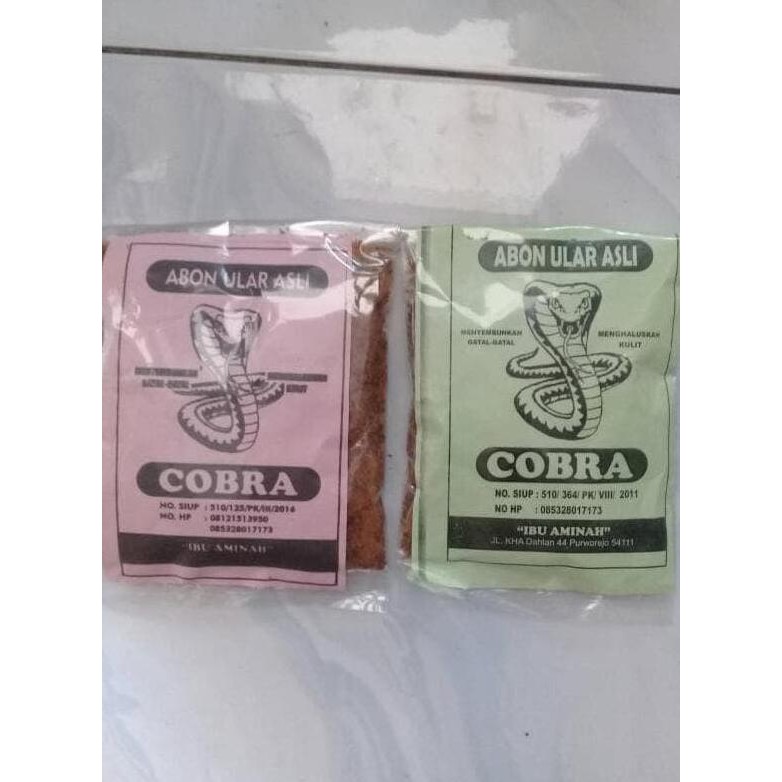 ABON ULAR ASLI
COBRA
NO. SIUP : 510/125/PK/III/2016
NO. HP : 08121513950
085328017173
"IBU AMINAH"
ABON ULAR ASLI
MENYEMBUHKAN
GATAL-GATAL
MENGHALUSKAN
KULIT
COBRA
NO. SIUP : 510/ 364/ PK/ VIII/ 2011
NO HP : 085328017173
"IBU AMINAH"
JL. KHA Dahlan 44 Purworejo 54111